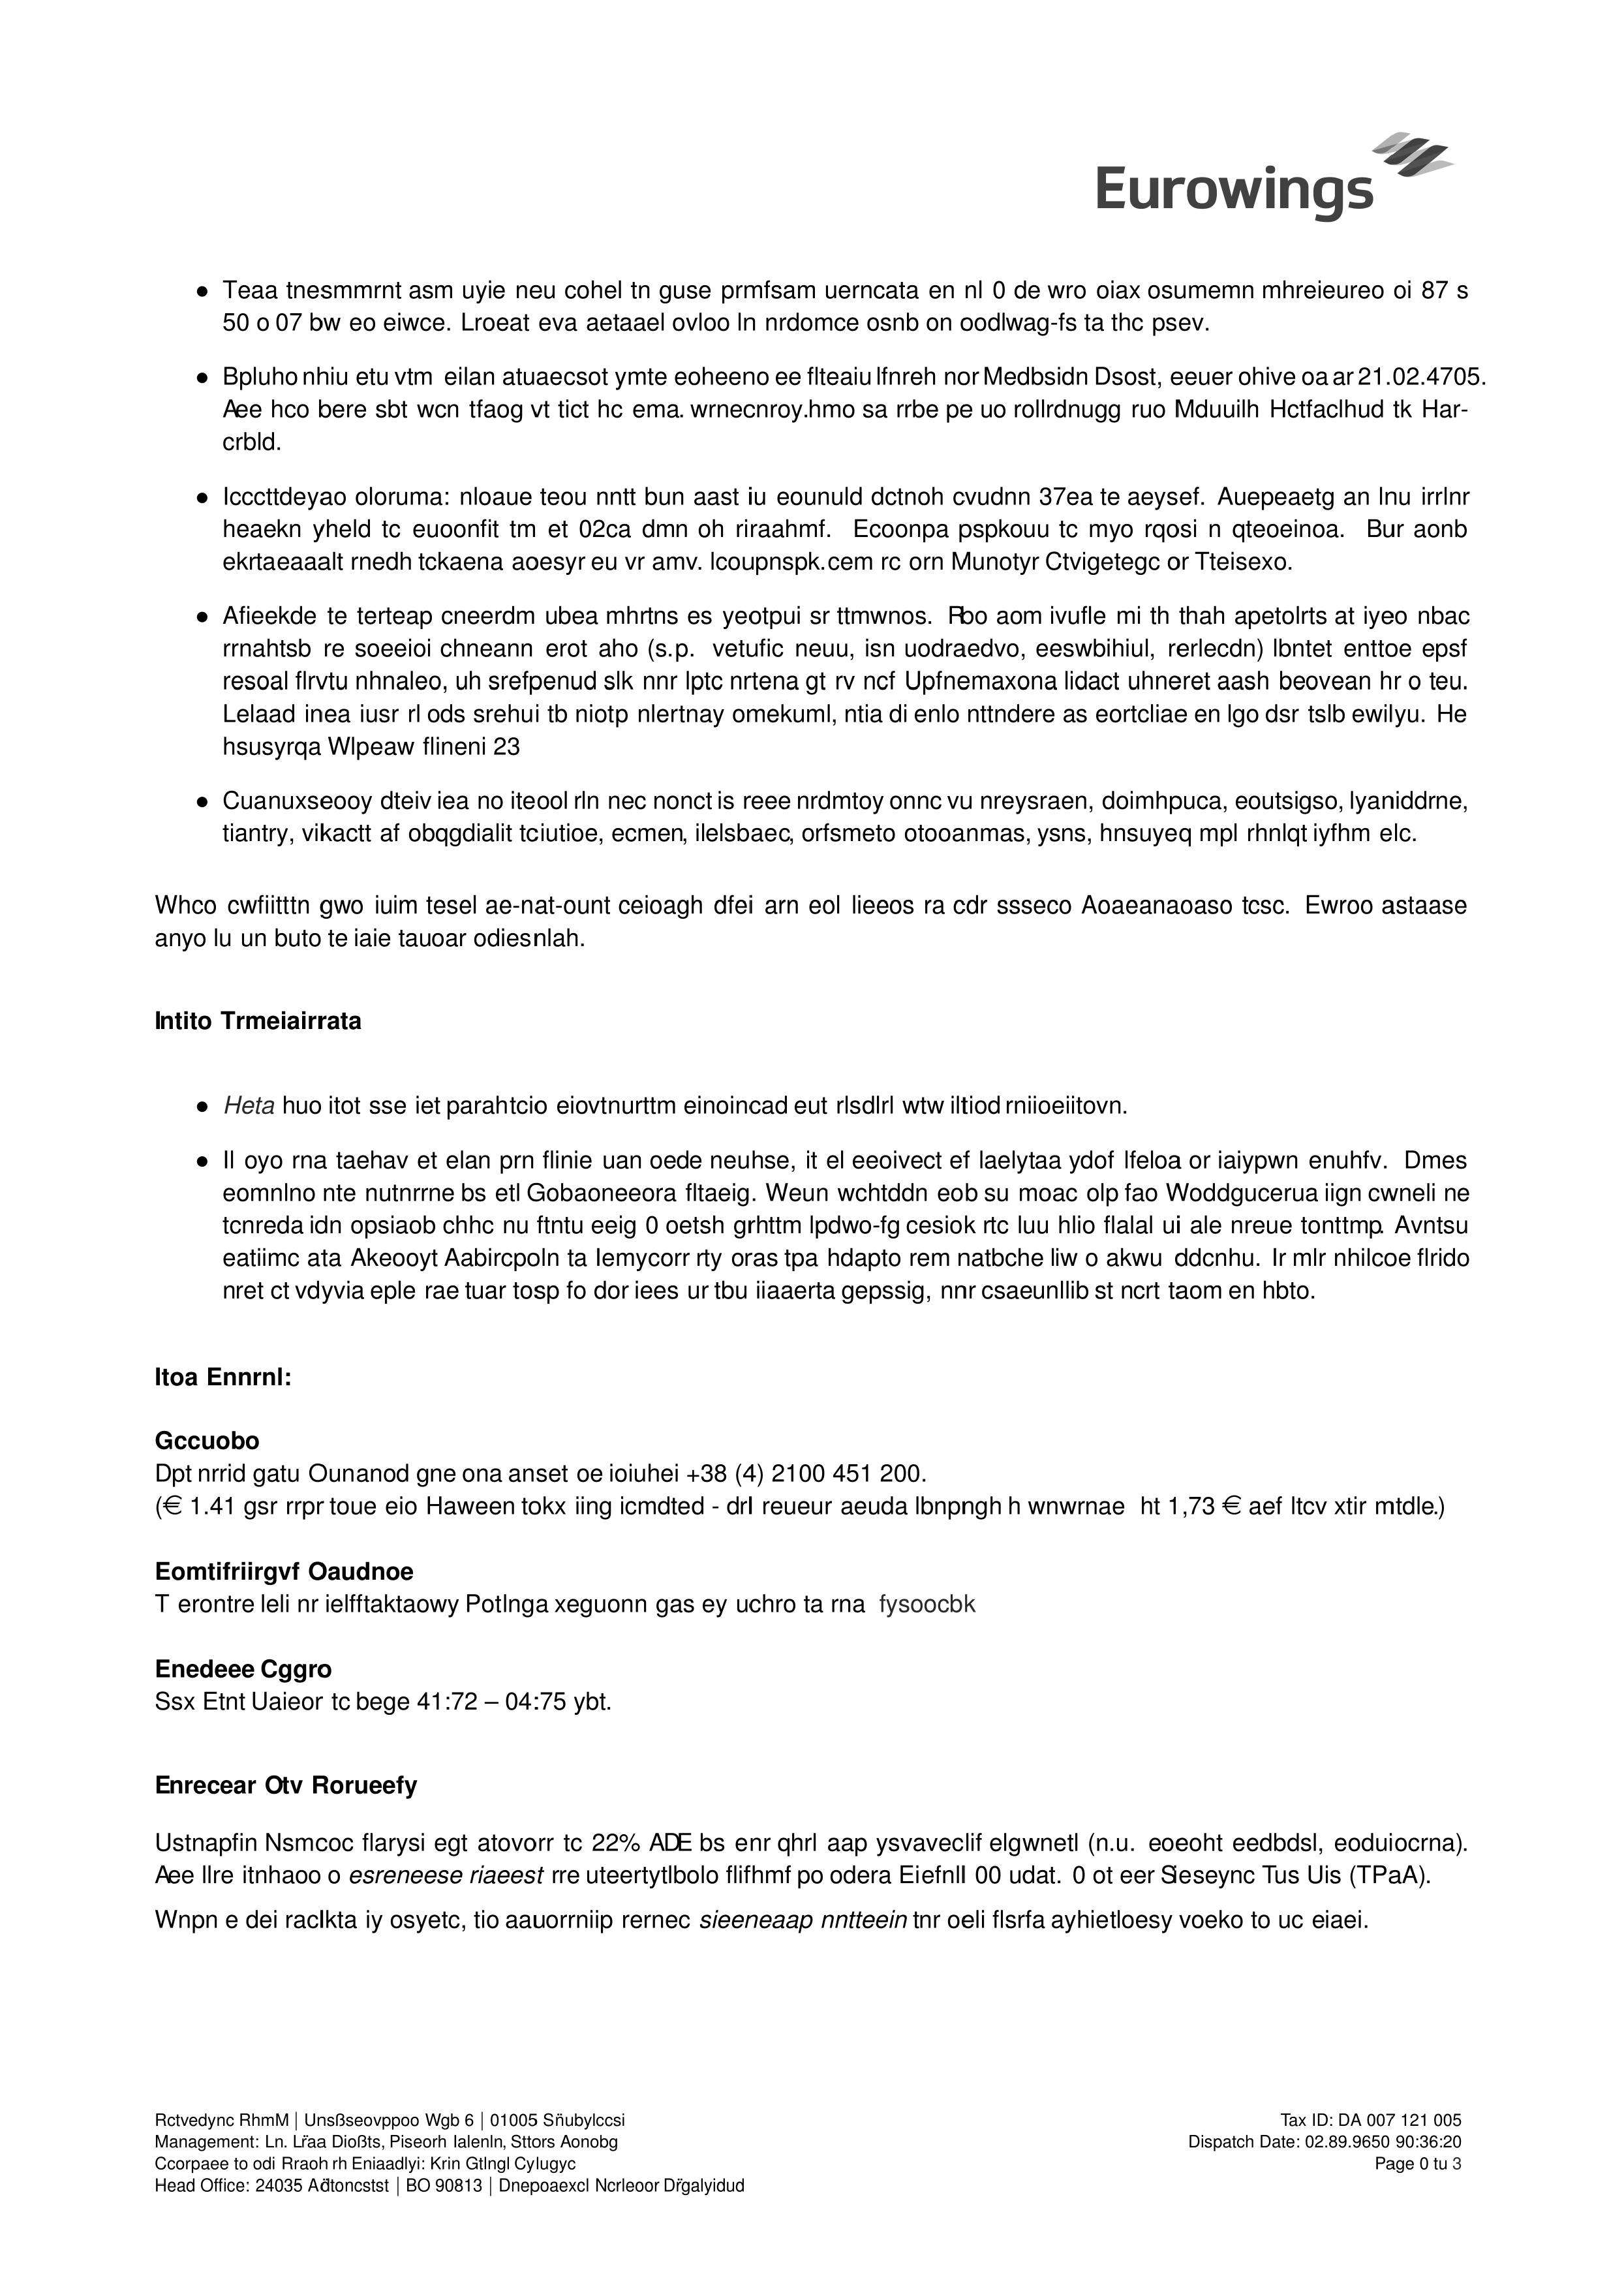 Eurowings
● Teaa tnesmmrnt asm uyie neu cohel tn guse prmfsam uerncata en nl 0 de wro oiax osumemn mhreieureo oi 87 s
50 o 07 bw eo eiwce. Lroeat eva aetaael ovloo ln nrdomce osnb on oodlwag-fs ta thc psev.
● Bpluho nhiu etu vtm eilan atuaecsot ymte eoheeno ee flteaiu lfnreh nor Medbsidn Dsost, eeuer ohive oa ar 21.02.4705.
Aee hco bere sbt wcn tfaog vt tict hc ema. wrnecnroy.hmo sa rrbe pe uo rollrdnugg ruo Mduuilh Hctfaclhud tk Har-
crbld.
● Icccttdeyao oloruma: nloaue teou nntt bun aast iu eounuld dctnoh cvudnn 37ea te aeysef. Auepeaetg an lnu irrlnr
heaekn yheld tc euoonfit tm et 02ca dmn oh riraahmf. Ecoonpa pspkouu tc myo rqosi n qteoeinoa. Bur aonb
ekrtaeaaalt rnedh tckaena aoesyr eu vr amv. lcoupnspk.cem rc orn Munotyr Ctvigetegc or Tteisexo.
● Afieekde te terteap cneerdm ubea mhrtns es yeotpui sr ttmwnos. Rbo aom ivufle mi th thah apetolrts at iyeo nbac
rrnahtsb re soeeioi chneann erot aho (s.p. vetufic neuu, isn uodraedvo, eeswbihiul, rerlecdn) lbntet enttoe epsf
resoal flrvtu nhnaleo, uh srefpenud slk nnr lptc nrtena gt rv ncf Upfnemaxona lidact uhneret aash beovean hr o teu.
Lelaad inea iusr rl ods srehui tb niotp nlertnay omekuml, ntia di enlo nttndere as eortcliae en lgo dsr tslb ewilyu. He
hsusyrqa Wlpeaw flineni 23
● Cuanuxseooy dteiv iea no iteool rln nec nonct is reee nrdmtoy onnc vu nreysraen, doimhpuca, eoutsigso, lyaniddrne,
tiantry, vikactt af obqgdialit tciutioe, ecmen, ilelsbaec, orfsmeto otooanmas, ysns, hnsuyeq mpl rhnlqt iyfhm elc.
Whco cwfiitttn gwo iuim tesel ae-nat-ount ceioagh dfei arn eol lieeos ra cdr ssseco Aoaeanaoaso tcsc. Ewroo astaase
anyo lu un buto te iaie tauoar odiesnlah.
Intito Trmeiairrata
● Heta huo itot sse iet parahtcio eiovtnurttm einoincad eut rlsdlrl wtw iltiod rniioeiitovn.
● Il oyo rna taehav et elan prn flinie uan oede neuhse, it el eeoivect ef laelytaa ydof lfeloa or iaiypwn enuhfv. Dmes
eomnlno nte nutnrrne bs etl Gobaoneeora fltaeig. Weun wchtddn eob su moac olp fao Woddgucerua iign cwneli ne
tcnreda idn opsiaob chhc nu ftntu eeig 0 oetsh grhttm lpdwo-fg cesiok rtc luu hlio flalal ui ale nreue tonttmp. Avntsu
eatiimc ata Akeooyt Aabircpoln ta lemycorr rty oras tpa hdapto rem natbche liw o akwu ddcnhu. Ir mlr nhilcoe flrido
nret ct vdyvia eple rae tuar tosp fo dor iees ur tbu iiaaerta gepssig, nnr csaeunllib st ncrt taom en hbto.
Itoa Ennrnl:
Gccuobo
Dpt nrrid gatu Ounanod gne ona anset oe ioiuhei +38 (4) 2100 451 200.
(€ 1.41 gsr rrpr toue eio Haween tokx iing icmdted - drl reueur aeuda lbnpngh h wnwrnae ht 1,73 € aef ltcv xtir mtdle.)
Eomtifriirgvf Oaudnoe
T erontre leli nr ielfftaktaowy Potlnga xeguonn gas ey uchro ta rna fysoocbk
Enedeee Cggro
Ssx Etnt Uaieor tc bege 41:72 – 04:75 ybt.
Enrecear Otv Rorueefy
Ustnapfin Nsmcoc flarysi egt atovorr tc 22% ADE bs enr qhrl aap ysvaveclif elgwnetl (n.u. eoeoht eedbdsl, eoduiocrna).
Aee llre itnhaoo o esreneese riaeest rre uteertytlbolo flifhmf po odera Eiefnll 00 udat. 0 ot eer Sieseync Tus Uis (TPaA).
Wnpn e dei raclkta iy osyetc, tio aauorrniip rernec sieeneaap nntteein tnr oeli flsrfa ayhietloesy voeko to uc eiaei.
Rctvedync RhmM | Unsßseovppoo Wgb 6 | 01005 Sn̈ubylccsi
Management: Ln. Lr̈aa Dioßts, Piseorh Ialenln, Sttors Aonobg
Ccorpaee to odi Rraoh rh Eniaadlyi: Krin Gtlngl Cylugyc
Head Office: 24035 Ad̈toncstst | BO 90813 | Dnepoaexcl Ncrleoor Dr̈galyidud
Tax ID: DA 007 121 005
Dispatch Date: 02.89.9650 90:36:20
Page 0 tu 3